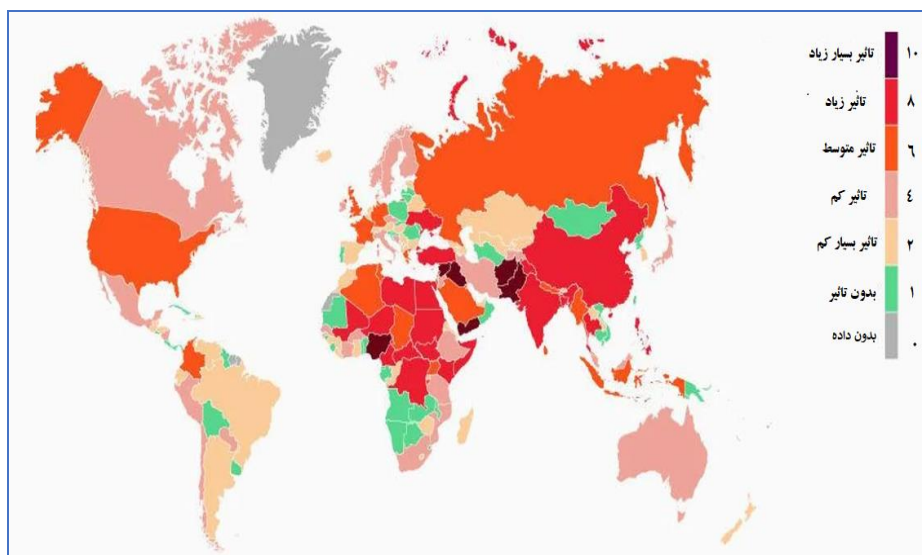 ۱۰ تاثیر بسیار زیاد
۸ تاثیر زیاد
٦ تاثیر متوسط
٤ تاثیر کم
۲ تاثیر بسیار کم
۱ بدون تاثیر
۰ بدون داده